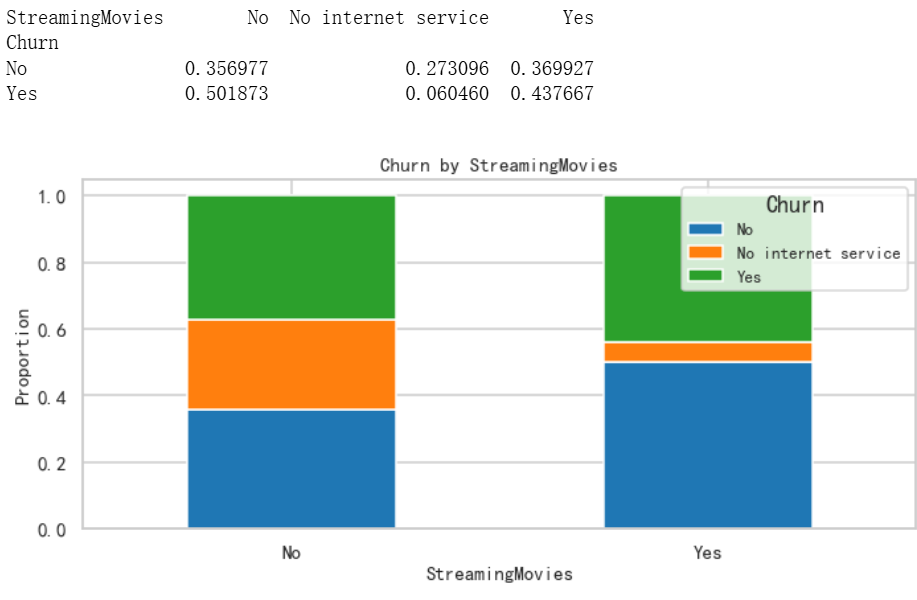 StreamingMovies No No internet service Yes
Churn
No 0.356977 0.273096 0.369927
Yes 0.501873 0.060460 0.437667
Churn by StreamingMovies
1.0
0.8
0.6
0.4
0.2
0.0
Proportion
Churn
No
No internet service
Yes
No Yes
StreamingMovies